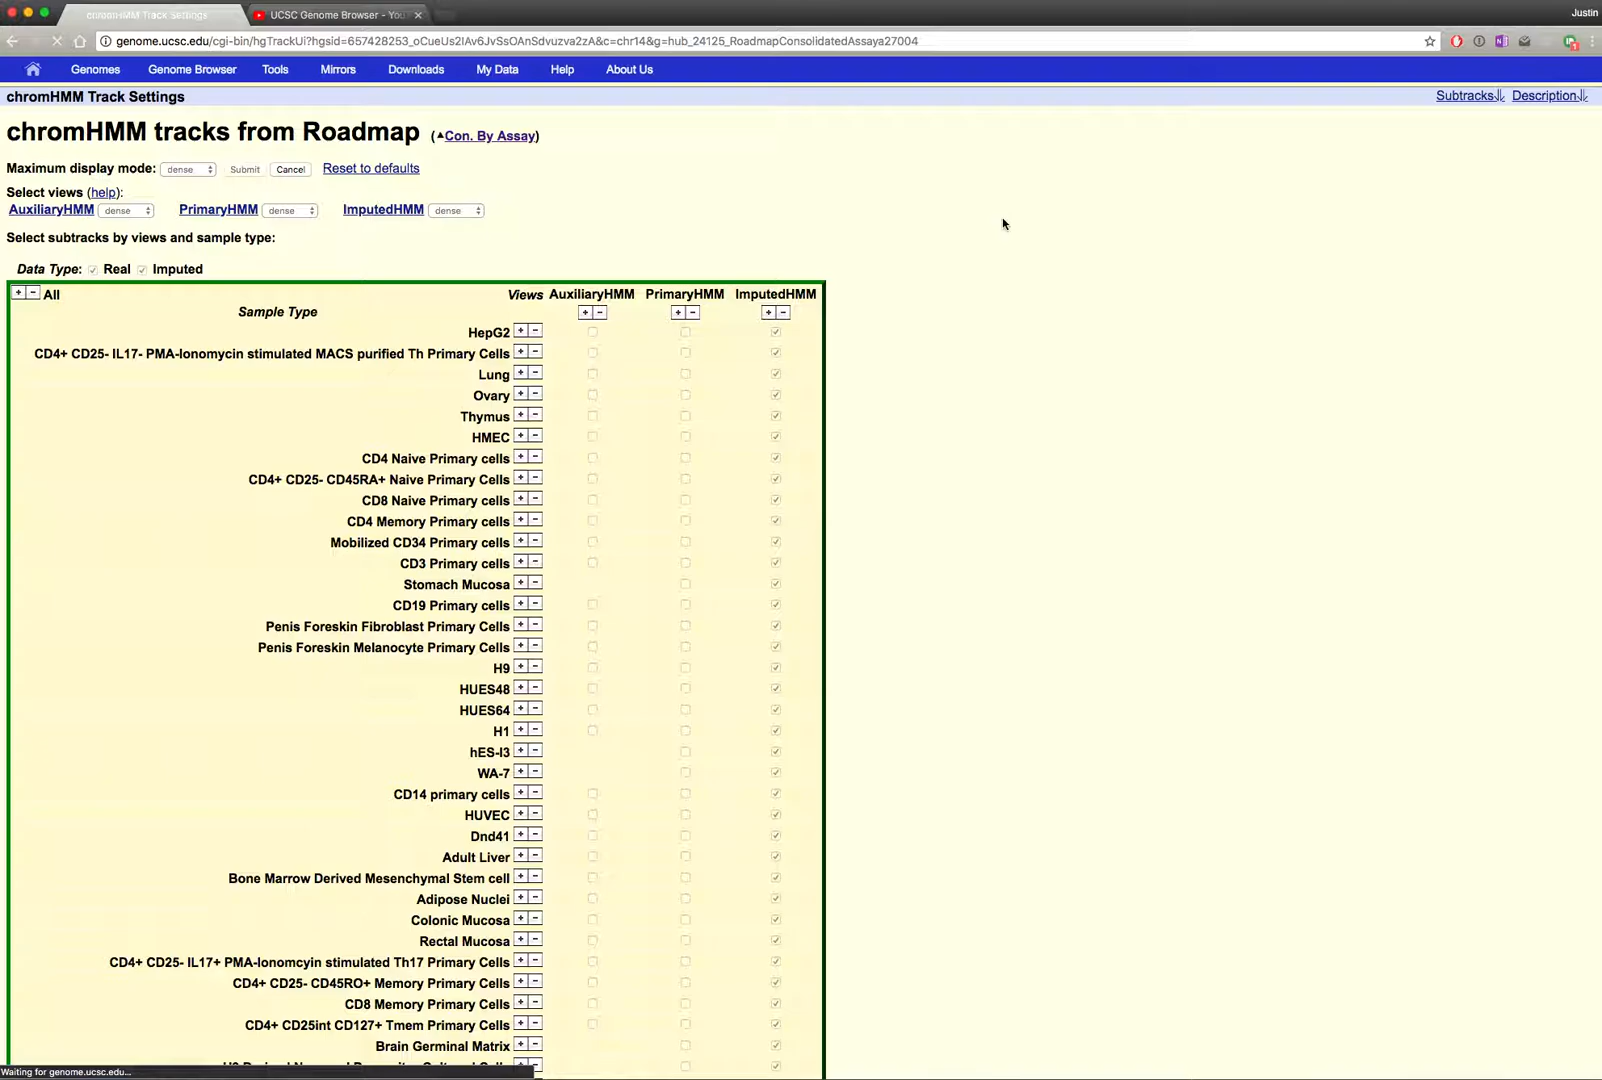 chromHMM Track Settings
UCSC Genome Browser - You
Justin
genome.ucsc.edu/cgi-bin/hgTrackUi?hgsid=657428253_oCueUs2IAv6JvSsOAnSdvuzva2zA&c=chr14&g=hub_24125_RoadmapConsolidatedAssaya27004
Genomes Genome Browser Tools Mirrors Downloads My Data Help About Us
chromHMM Track Settings
Subtracks Description
chromHMM tracks from Roadmap (Con. By Assay)
Maximum display mode: dense Submit Cancel Reset to defaults
Select views (help):
AuxiliaryHMM dense PrimaryHMM dense ImputedHMM dense
Select subtracks by views and sample type:
Data Type: Real Imputed
+ - All Views AuxiliaryHMM PrimaryHMM ImputedHMM
Sample Type + - + - + -
HepG2 + -
CD4+ CD25- IL17- PMA-Ionomycin stimulated MACS purified Th Primary Cells + -
Lung + -
Ovary + -
Thymus + -
HMEC + -
CD4 Naive Primary cells + -
CD4+ CD25- CD45RA+ Naive Primary Cells + -
CD8 Naive Primary cells + -
CD4 Memory Primary cells + -
Mobilized CD34 Primary cells + -
CD3 Primary cells + -
Stomach Mucosa + -
CD19 Primary cells + -
Penis Foreskin Fibroblast Primary Cells + -
Penis Foreskin Melanocyte Primary Cells + -
H9 + -
HUES48 + -
HUES64 + -
H1 + -
hES-I3 + -
WA-7 + -
CD14 primary cells + -
HUVEC + -
Dnd41 + -
Adult Liver + -
Bone Marrow Derived Mesenchymal Stem cell + -
Adipose Nuclei + -
Colonic Mucosa + -
Rectal Mucosa + -
CD4+ CD25- IL17+ PMA-Ionomcyin stimulated Th17 Primary Cells + -
CD4+ CD25- CD45RO+ Memory Primary Cells + -
CD8 Memory Primary Cells + -
CD4+ CD25int CD127+ Tmem Primary Cells + -
Brain Germinal Matrix + -
Waiting for genome.ucsc.edu...